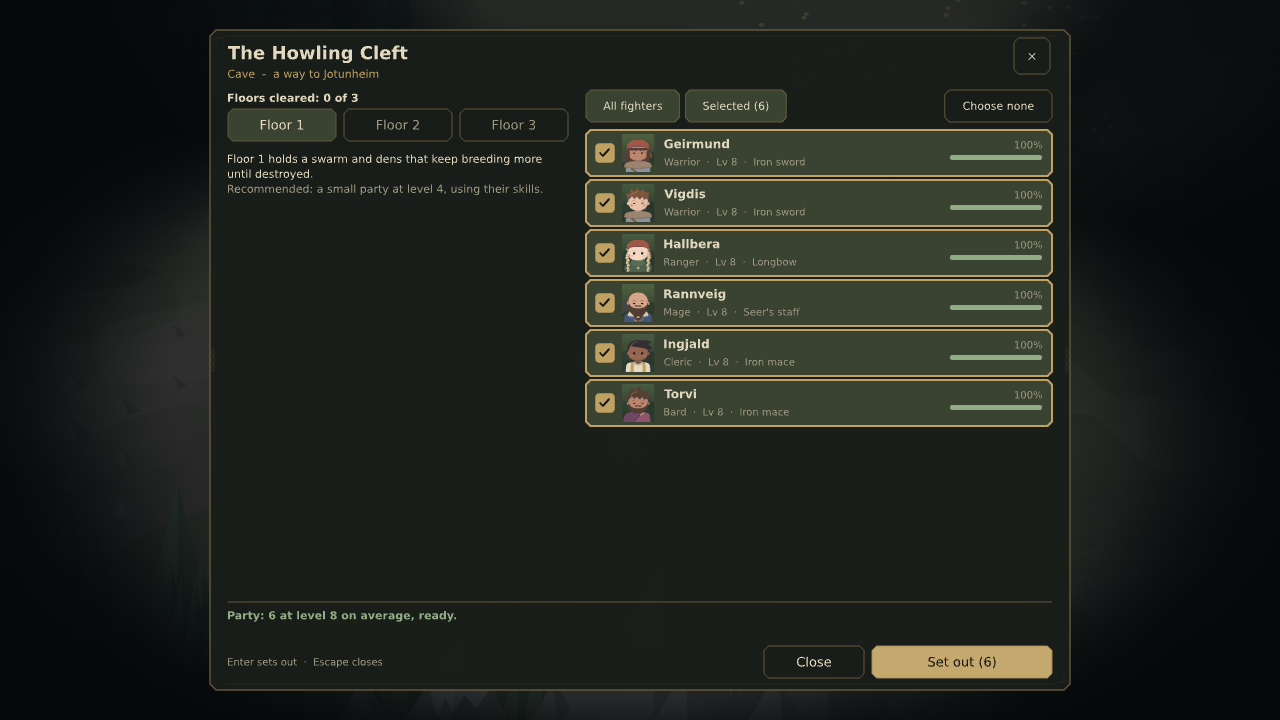 The Howling Cleft
Cave - a way to Jotunheim
×
Floors cleared: 0 of 3
Floor 1
Floor 2
Floor 3
Floor 1 holds a swarm and dens that keep breeding more
until destroyed.
Recommended: a small party at level 4, using their skills.
All fighters
Selected (6)
Choose none
Geirmund
Warrior · Lv 8 · Iron sword
100%
Vigdis
Warrior · Lv 8 · Iron sword
100%
Hallbera
Ranger · Lv 8 · Longbow
100%
Rannveig
Mage · Lv 8 · Seer's staff
100%
Ingjald
Cleric · Lv 8 · Iron mace
100%
Torvi
Bard · Lv 8 · Iron mace
100%
Party: 6 at level 8 on average, ready.
Enter sets out · Escape closes
Close
Set out (6)